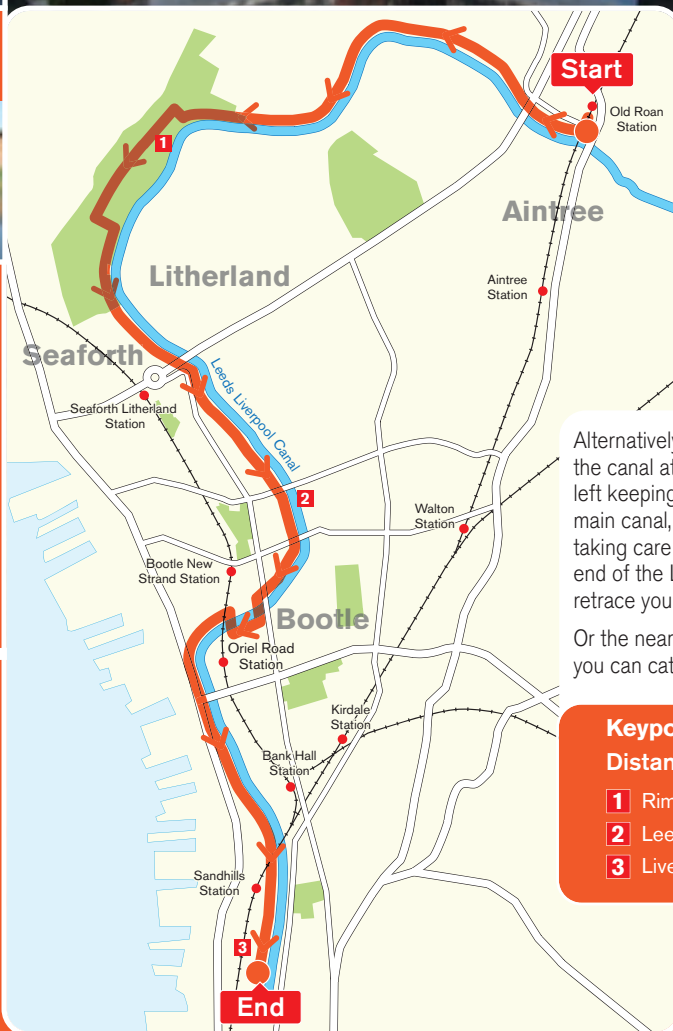 Start
Old Roan
Station
Aintree
Aintree
Station
Litherland
Seaforth
Seaforth Litherland
Station
Leeds Liverpool Canal
1
2
Walton
Station
Bootle New
Strand Station
Bootle
Oriel Road
Station
Kirdale
Station
Bank Hall
Station
Sandhills
Station
3
End
Alternatively
the canal at
left keeping
main canal,
taking care
end of the L
retrace you
Or the near
you can cat
Keypo
Distan
1 Rim
2 Lee
3 Live